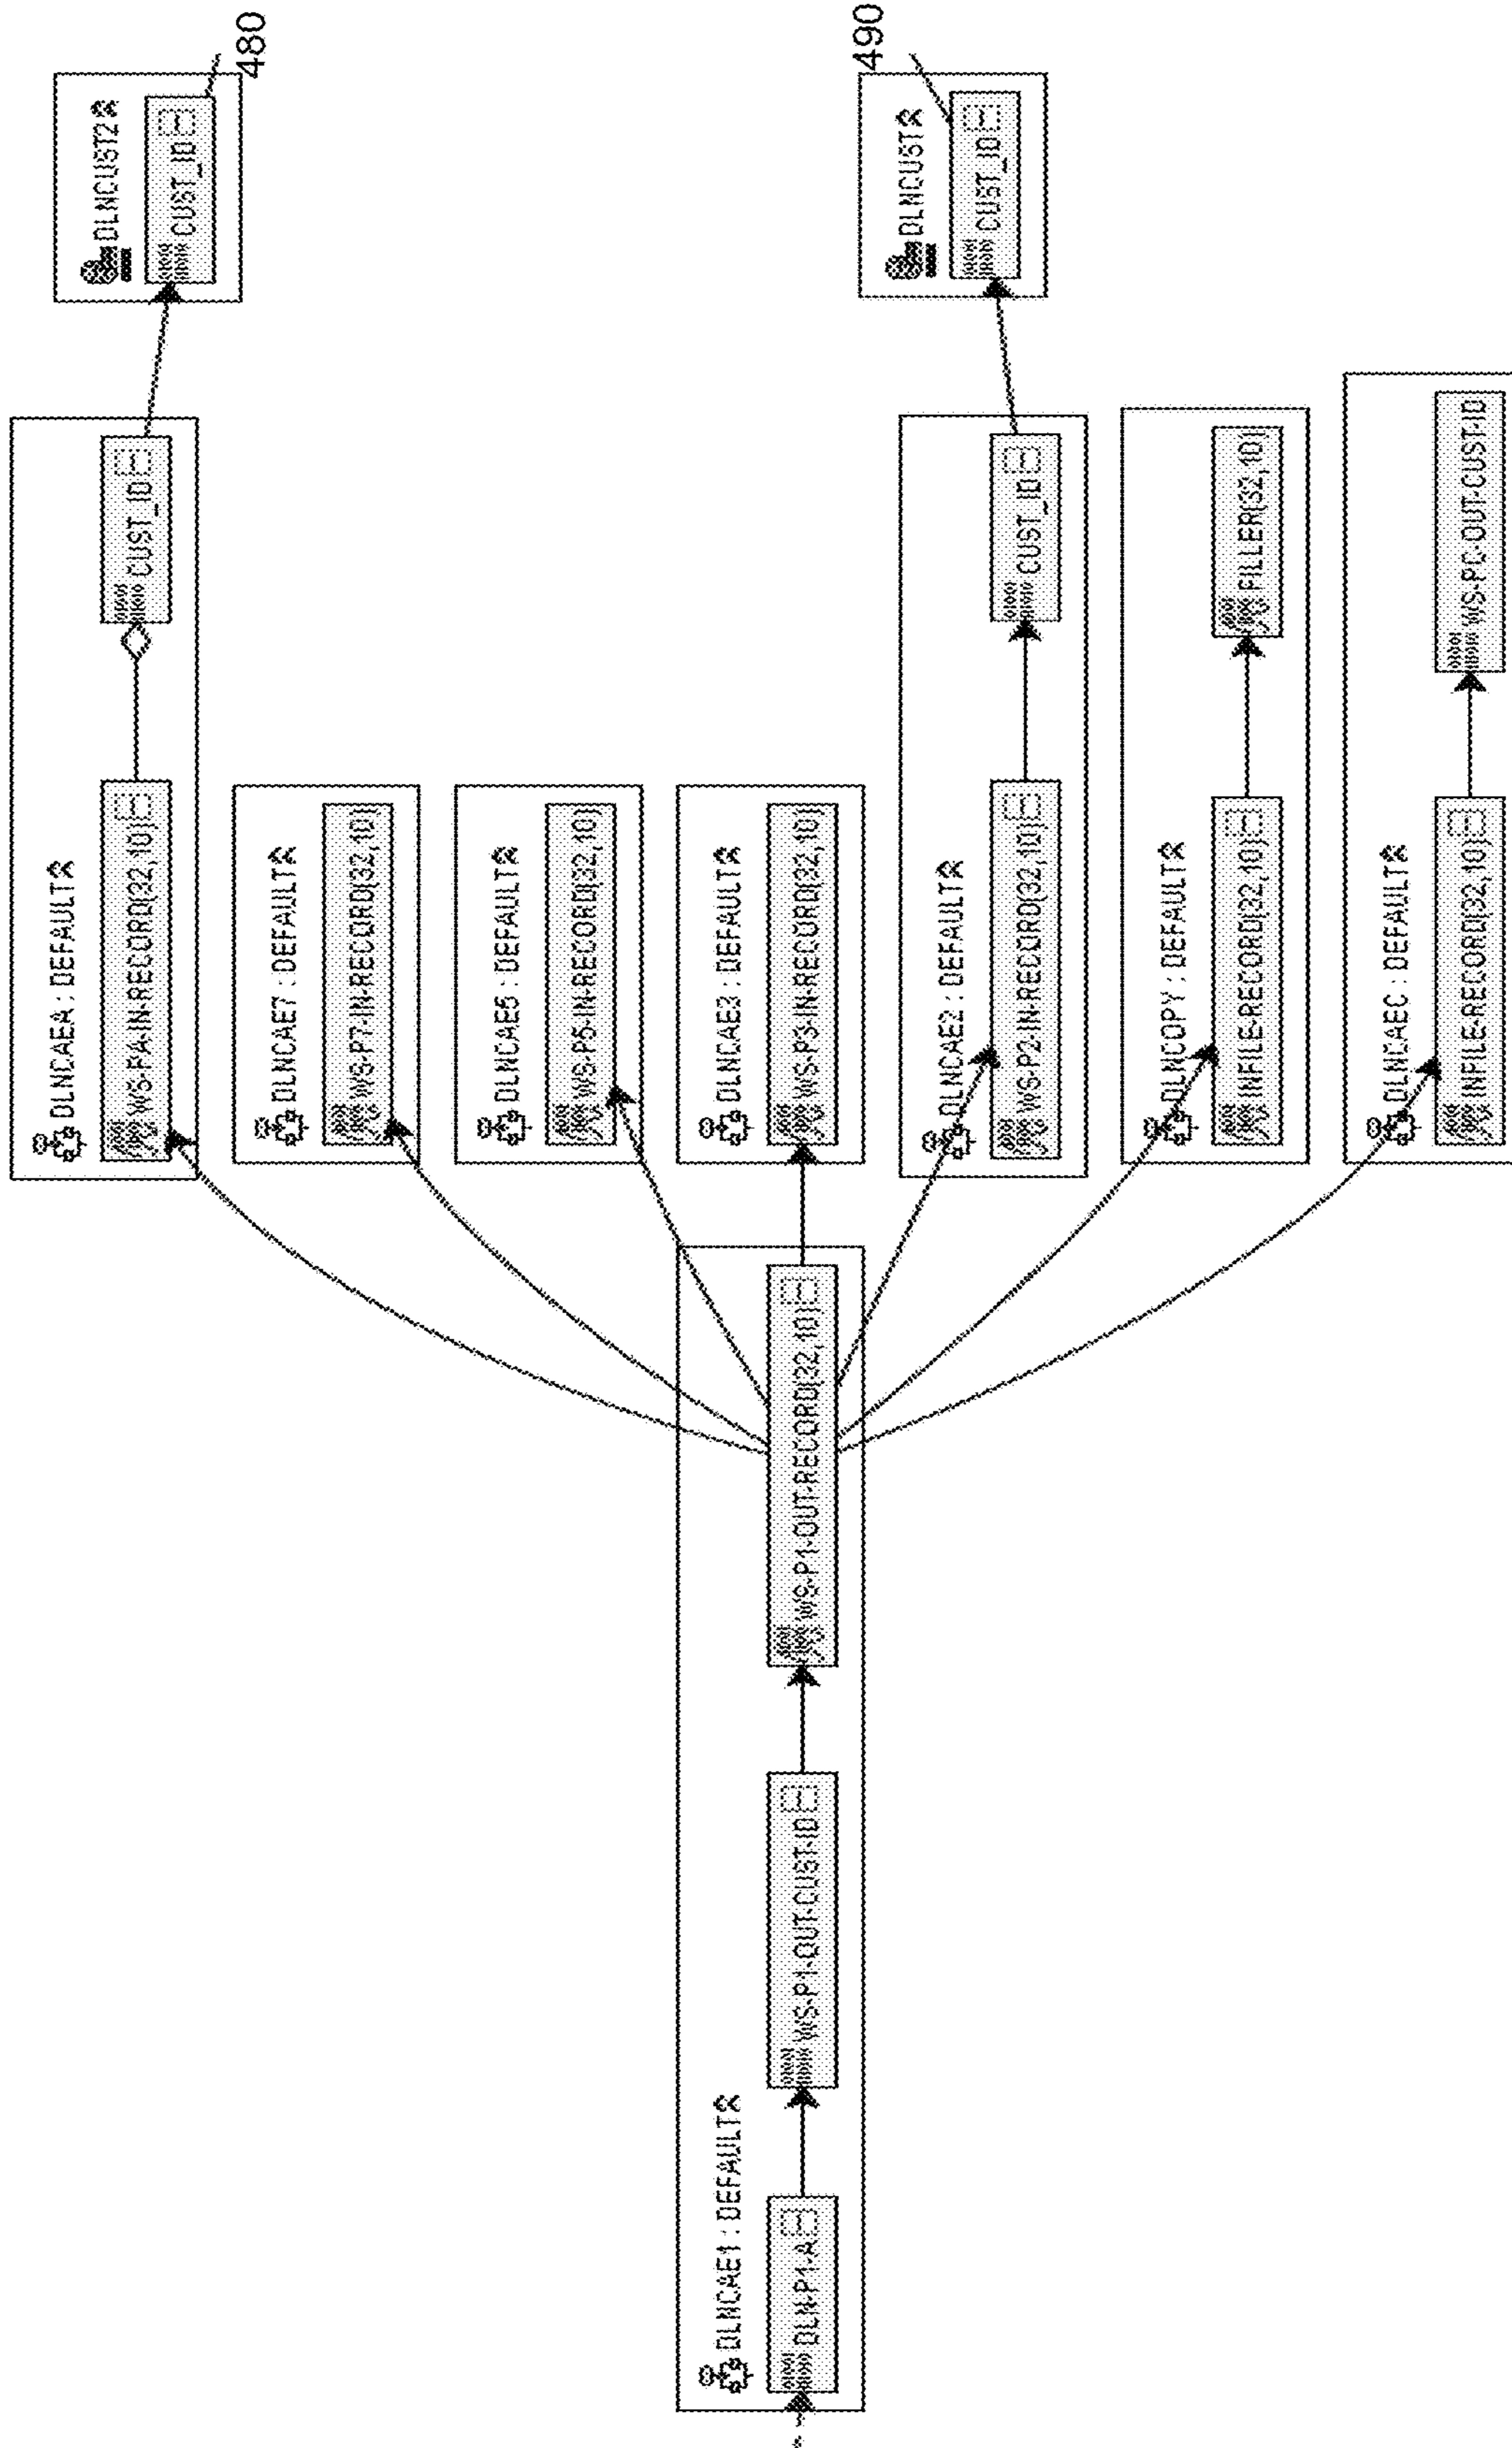 DLNCAE1 : DEFAULT
DLN-P1-A
WS-P1-OUT-CUST-ID
WS-P1-OUT-RECORD(32,10)
DLNCAEA : DEFAULT
WS-PA-IN-RECORD(32,10)
CUST_ID
DLNCUST2
CUST_ID
480
DLNCAE7 : DEFAULT
WS-P7-IN-RECORD(32,10)
DLNCAE5 : DEFAULT
WS-P5-IN-RECORD(32,10)
DLNCAE3 : DEFAULT
WS-P3-IN-RECORD(32,10)
DLNCAE2 : DEFAULT
WS-P2-IN-RECORD(32,10)
CUST_ID
DLNCUST
CUST_ID
490
DLNCOPY : DEFAULT
INFILE-RECORD(32,10)
FILLER(32,10)
DLNCAEC : DEFAULT
INFILE-RECORD(32,10)
WS-PC-OUT-CUST-ID